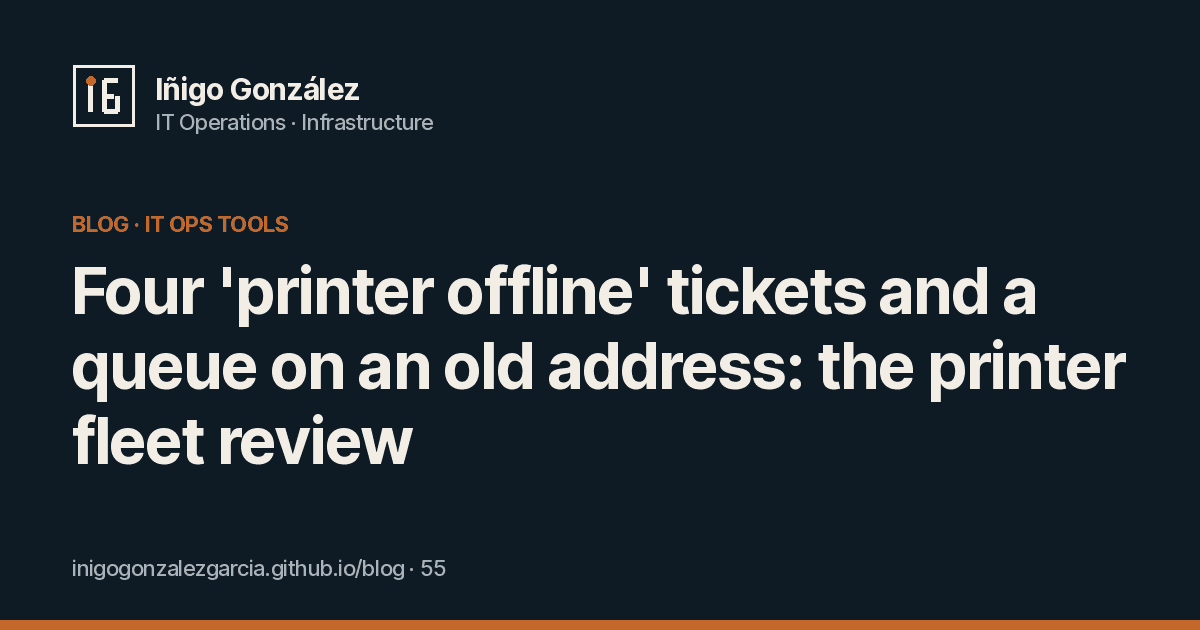 iG
Iñigo González
IT Operations · Infrastructure
BLOG · IT OPS TOOLS
Four 'printer offline' tickets and a
queue on an old address: the printer
fleet review
inigogonzalezgarcia.github.io/blog · 55